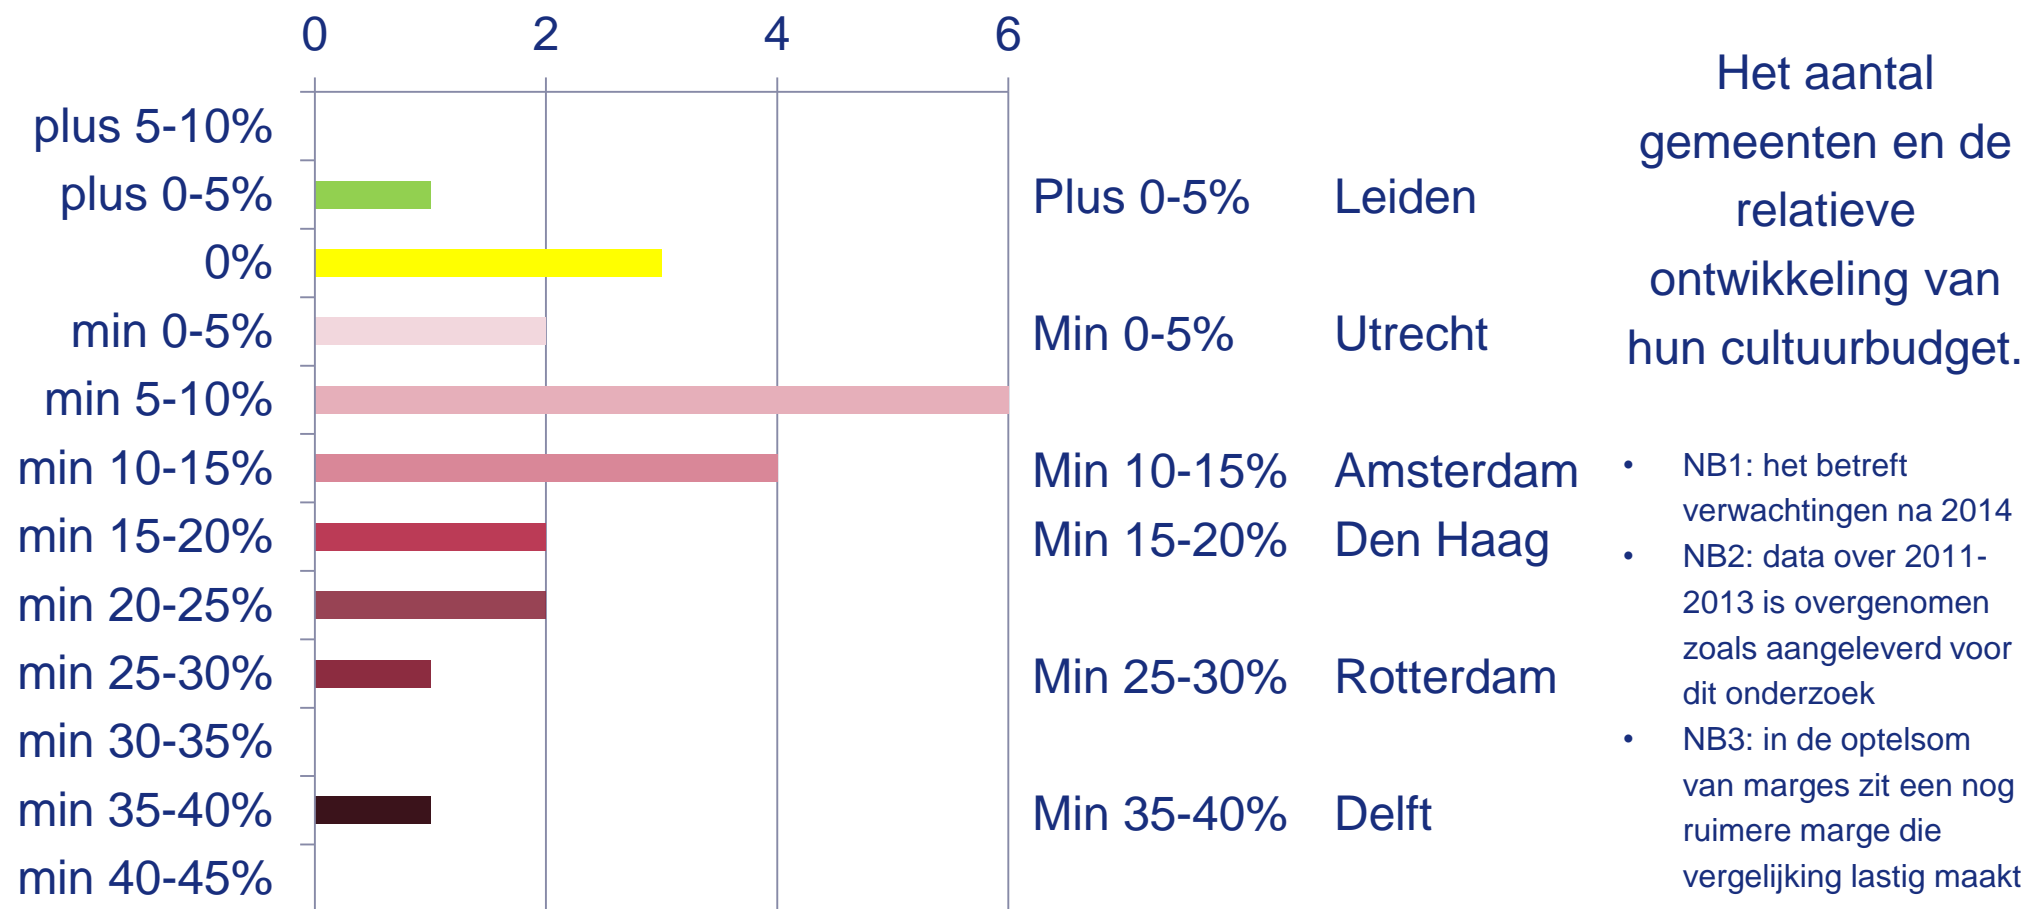 0 2 4 6
plus 5-10%
plus 0-5%
0%
min 0-5%
min 5-10%
min 10-15%
min 15-20%
min 20-25%
min 25-30%
min 30-35%
min 35-40%
min 40-45%
Plus 0-5% Leiden
Min 0-5% Utrecht
Min 10-15% Amsterdam
Min 15-20% Den Haag
Min 25-30% Rotterdam
Min 35-40% Delft
Het aantal
gemeenten en de
relatieve
ontwikkeling van
hun cultuurbudget.
• NB1: het betreft
verwachtingen na 2014
• NB2: data over 2011-
2013 is overgenomen
zoals aangeleverd voor
dit onderzoek
• NB3: in de optelsom
van marges zit een nog
ruimere marge die
vergelijking lastig maakt